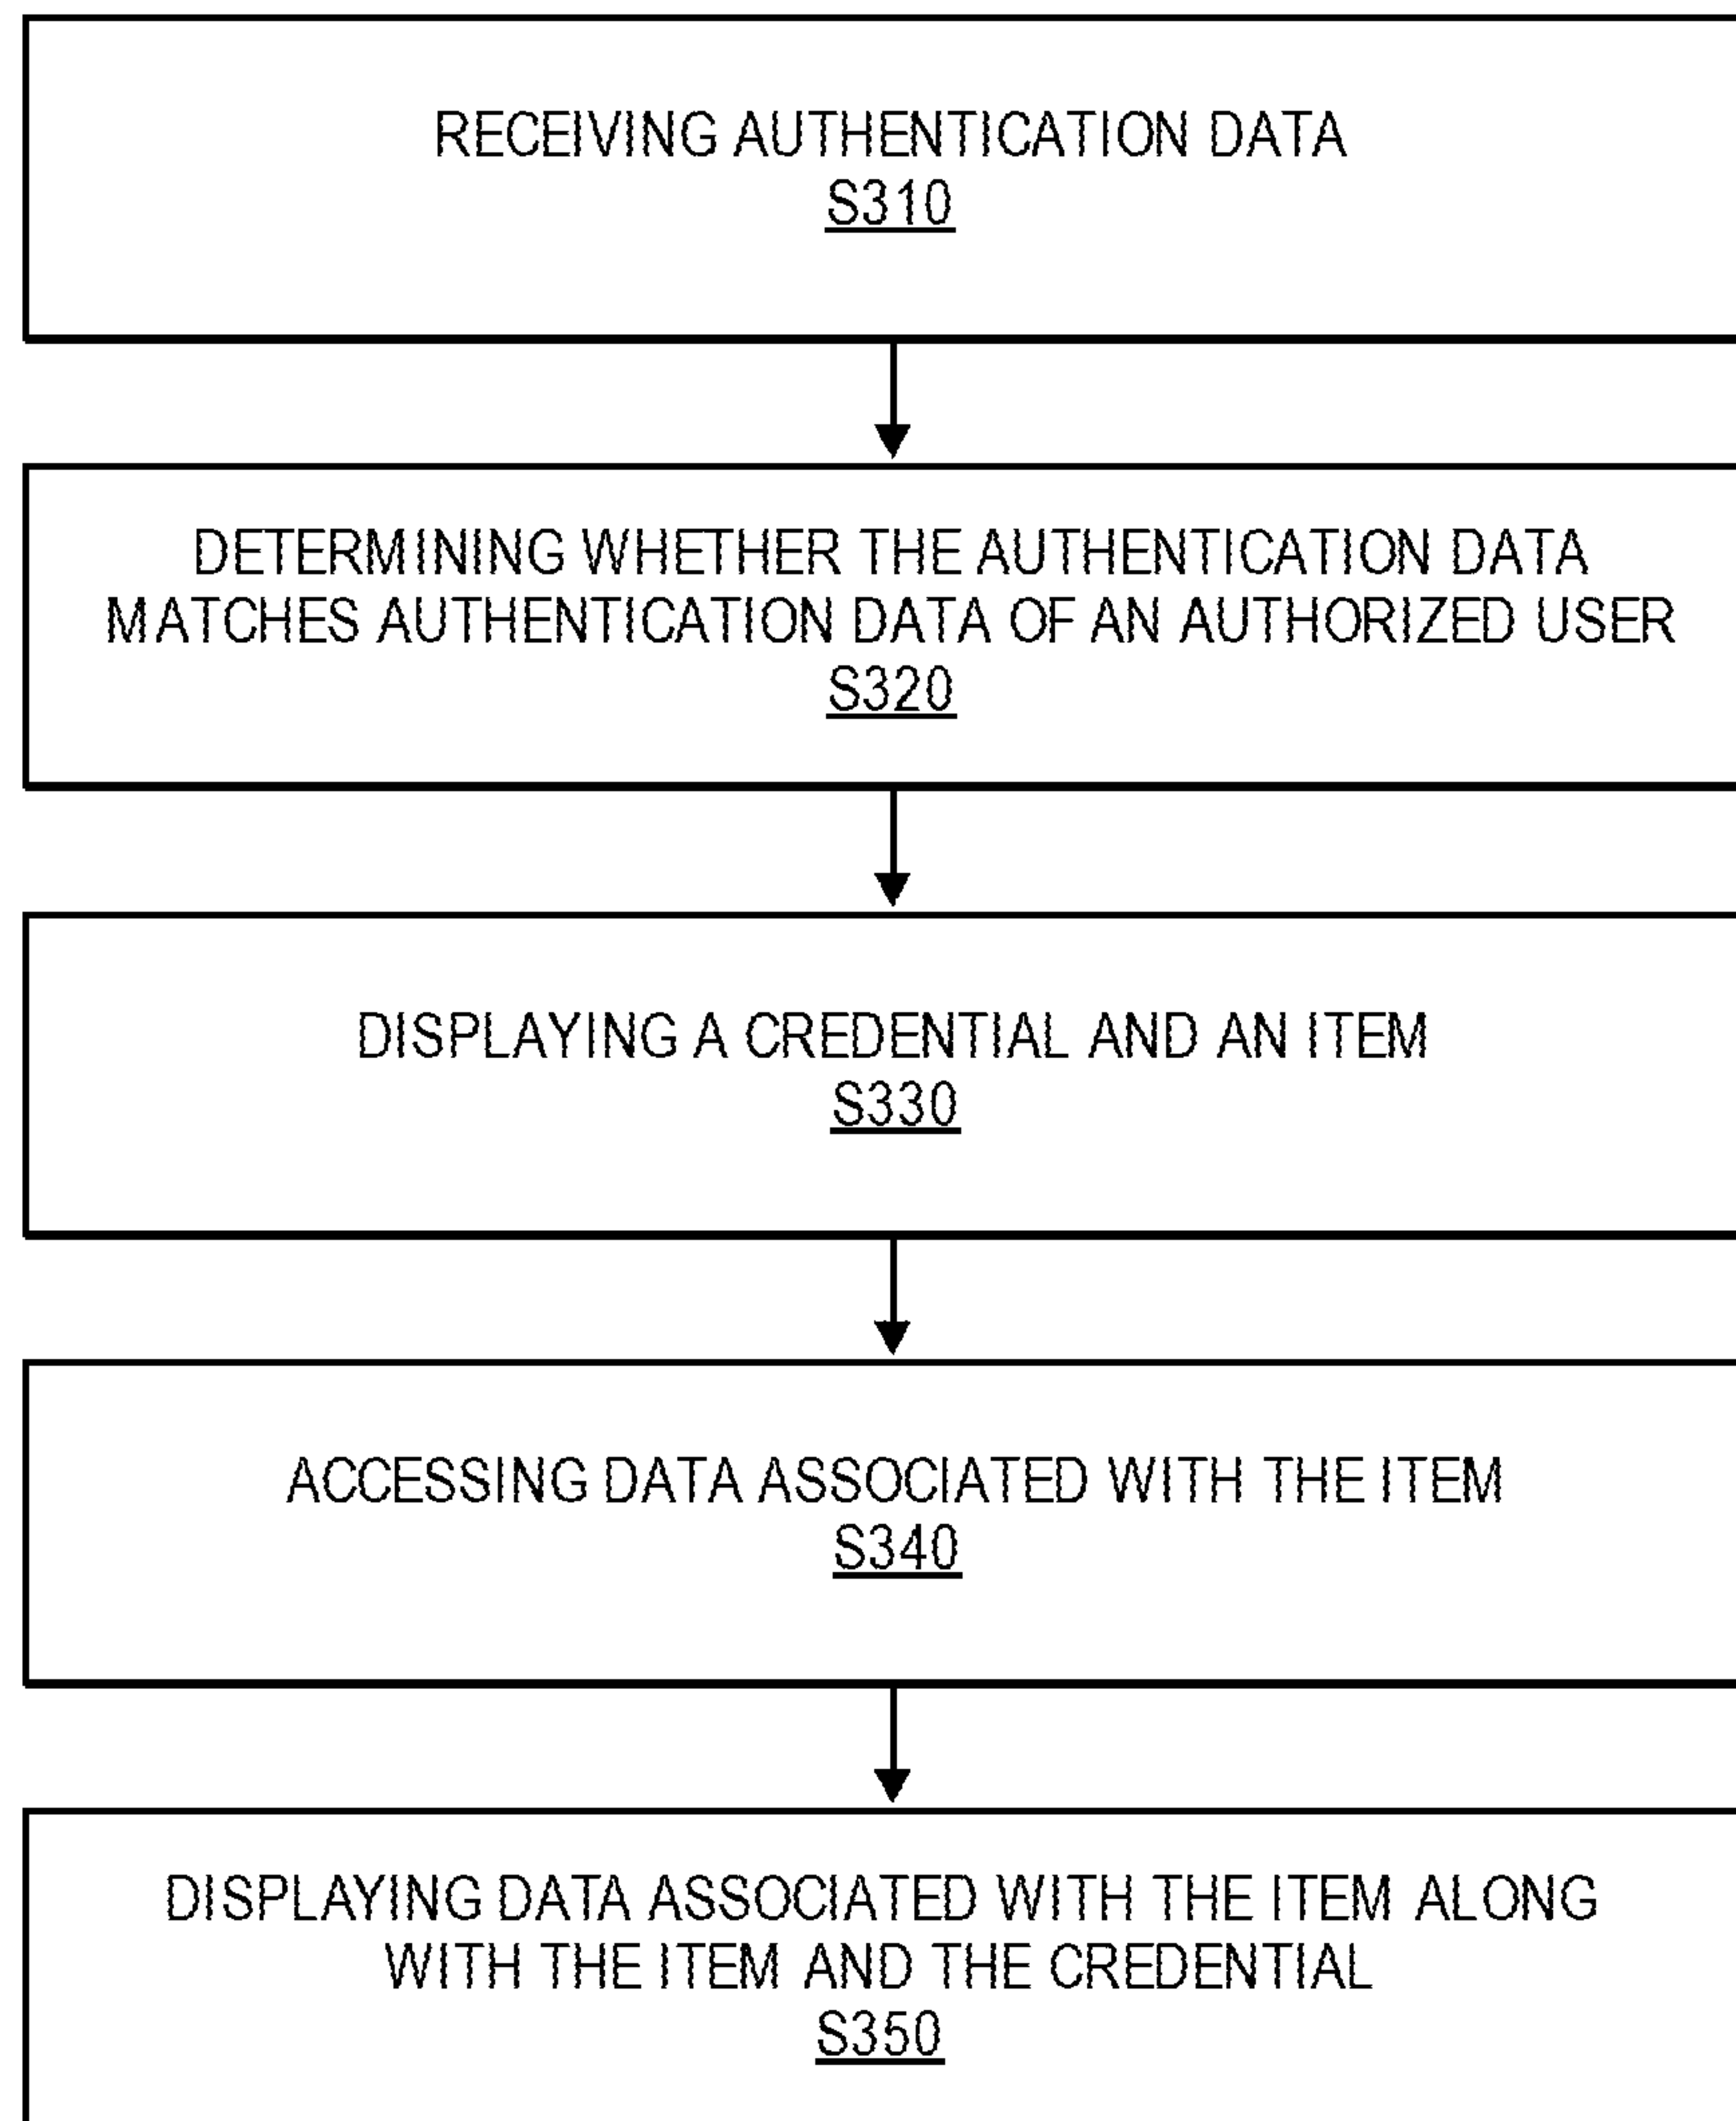 RECEIVING AUTHENTICATION DATA
S310
DETERMINING WHETHER THE AUTHENTICATION DATA
MATCHES AUTHENTICATION DATA OF AN AUTHORIZED USER
S320
DISPLAYING A CREDENTIAL AND AN ITEM
S330
ACCESSING DATA ASSOCIATED WITH THE ITEM
S340
DISPLAYING DATA ASSOCIATED WITH THE ITEM ALONG
WITH THE ITEM AND THE CREDENTIAL
S350